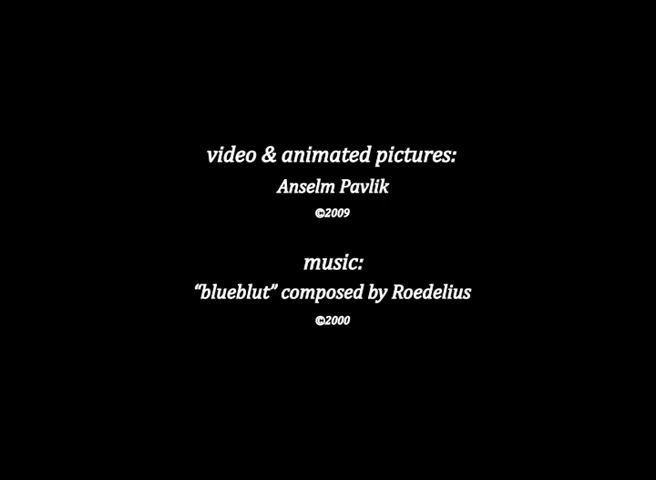 video & animated pictures:
Anselm Pavlik
©2009
music:
“blueblut” composed by Roedelius
©2000